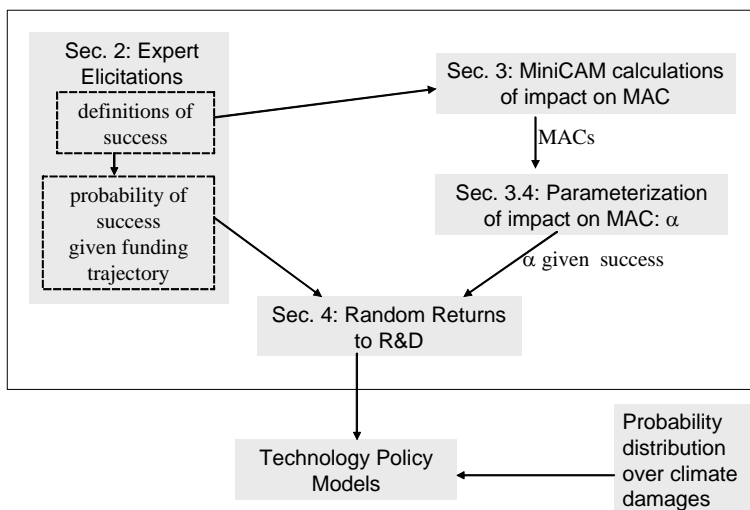 Sec. 2: Expert
Elicitations
definitions of
success
probability of
success
given funding
trajectory
Sec. 3: MiniCAM calculations
of impact on MAC
MACs
Sec. 3.4: Parameterization
of impact on MAC: α
α given success
Sec. 4: Random Returns
to R&D
Technology Policy
Models
Probability
distribution
over climate
damages